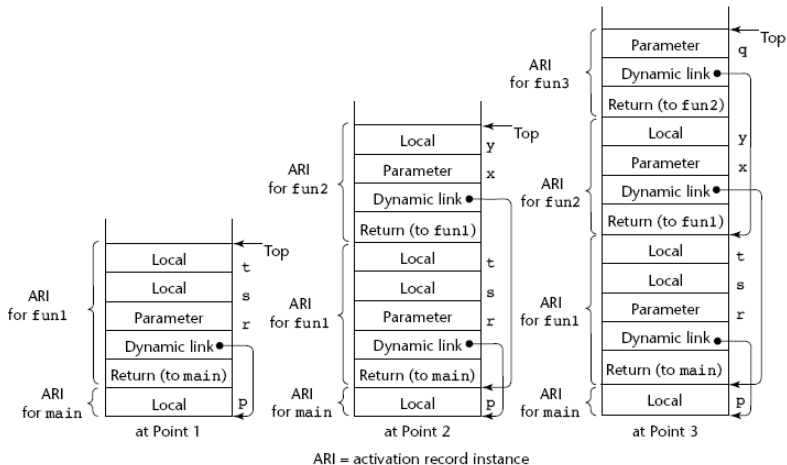 Top
Local t
Local s
ARI
for fun1
Parameter r
Dynamic link
Return (to main)
ARI
for main
Local p
at Point 1
Top
Local y
ARI
for fun2
Parameter x
Dynamic link
Return (to fun1)
Local t
Local s
ARI
for fun1
Parameter r
Dynamic link
Return (to main)
ARI
for main
Local p
at Point 2
Top
Parameter q
ARI
for fun3
Dynamic link
Return (to fun2)
Local y
Parameter x
ARI
for fun2
Dynamic link
Return (to fun1)
Local t
Local s
ARI
for fun1
Parameter r
Dynamic link
Return (to main)
ARI
for main
Local p
at Point 3
ARI = activation record instance